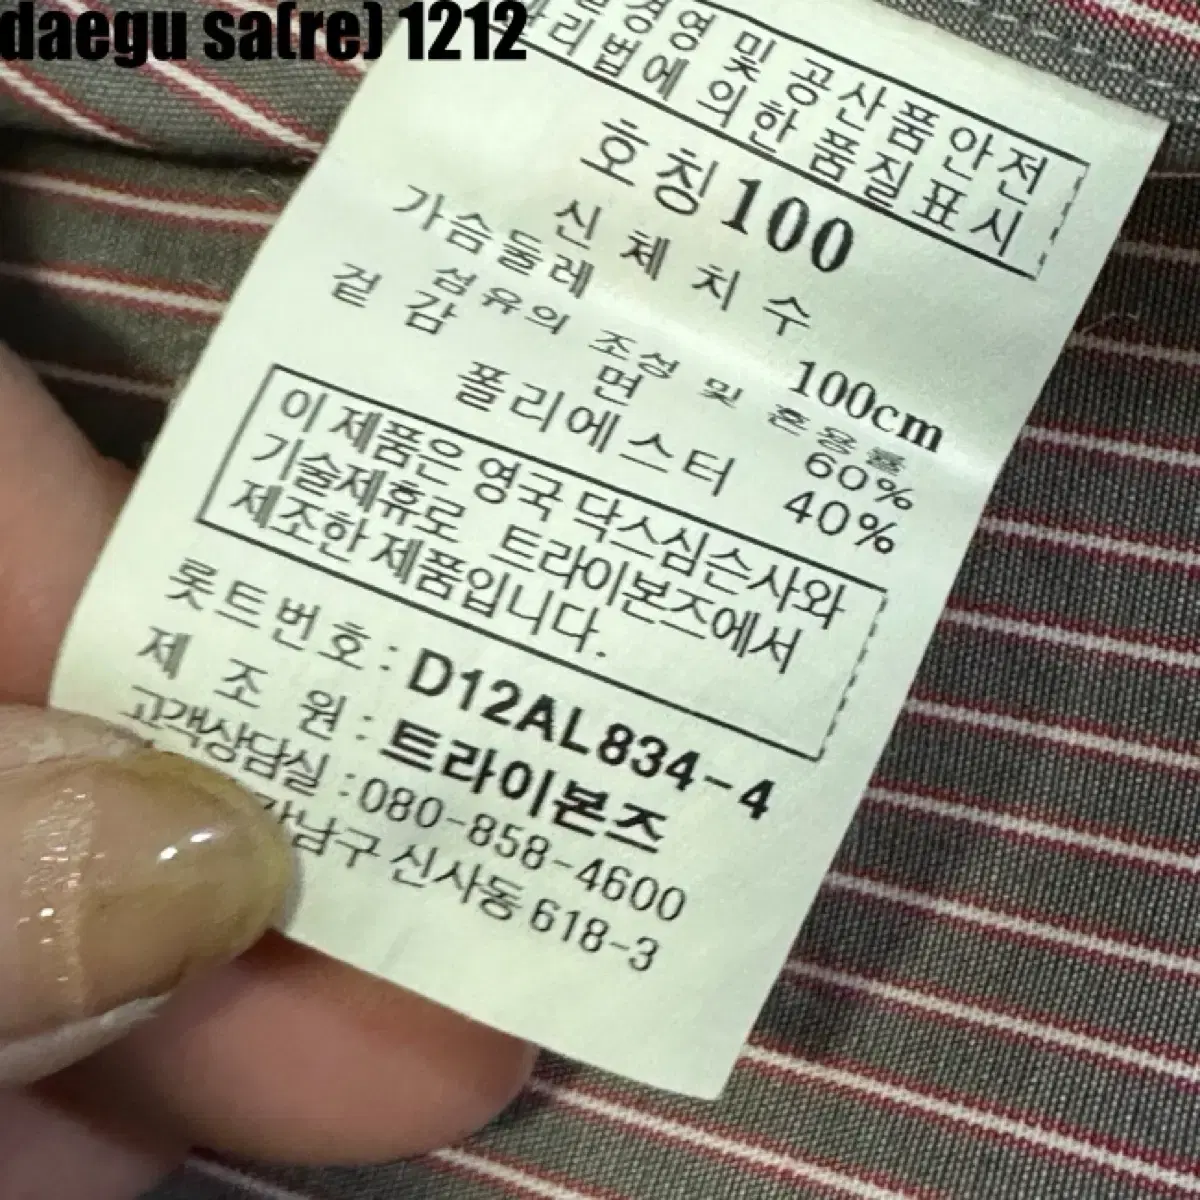 daegu sa(re) 1212
경영 및 공산품안전
관리법에 의한 품질표시
호칭100
신체치수
가슴둘레 100cm
섬유의 조성 및 혼용률
겉감 면 60%
폴리에스터 40%
이 제품은 영국 닥스심슨사와
기술제휴로 트라이본즈에서
제조한 제품입니다.
롯트번호 : D12AL834-4
제조원 : 트라이본즈
고객상담실 : 080-858-4600
강남구 신사동 618-3